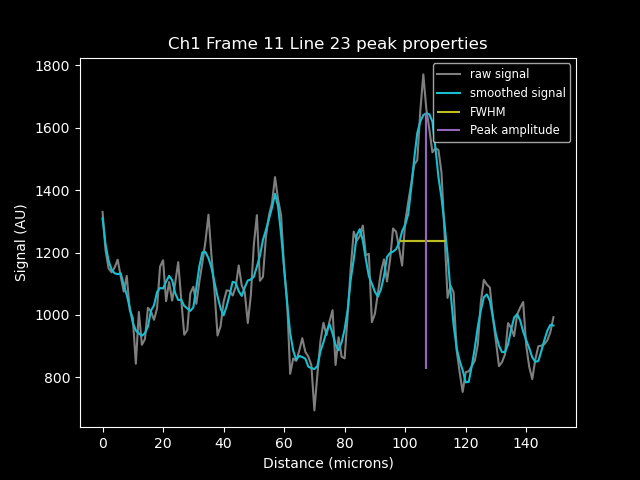 Ch1 Frame 11 Line 23 peak properties
raw signal
smoothed signal
FWHM
Peak amplitude
Signal (AU)
1800
1600
1400
1200
1000
800
0 20 40 60 80 100 120 140
Distance (microns)